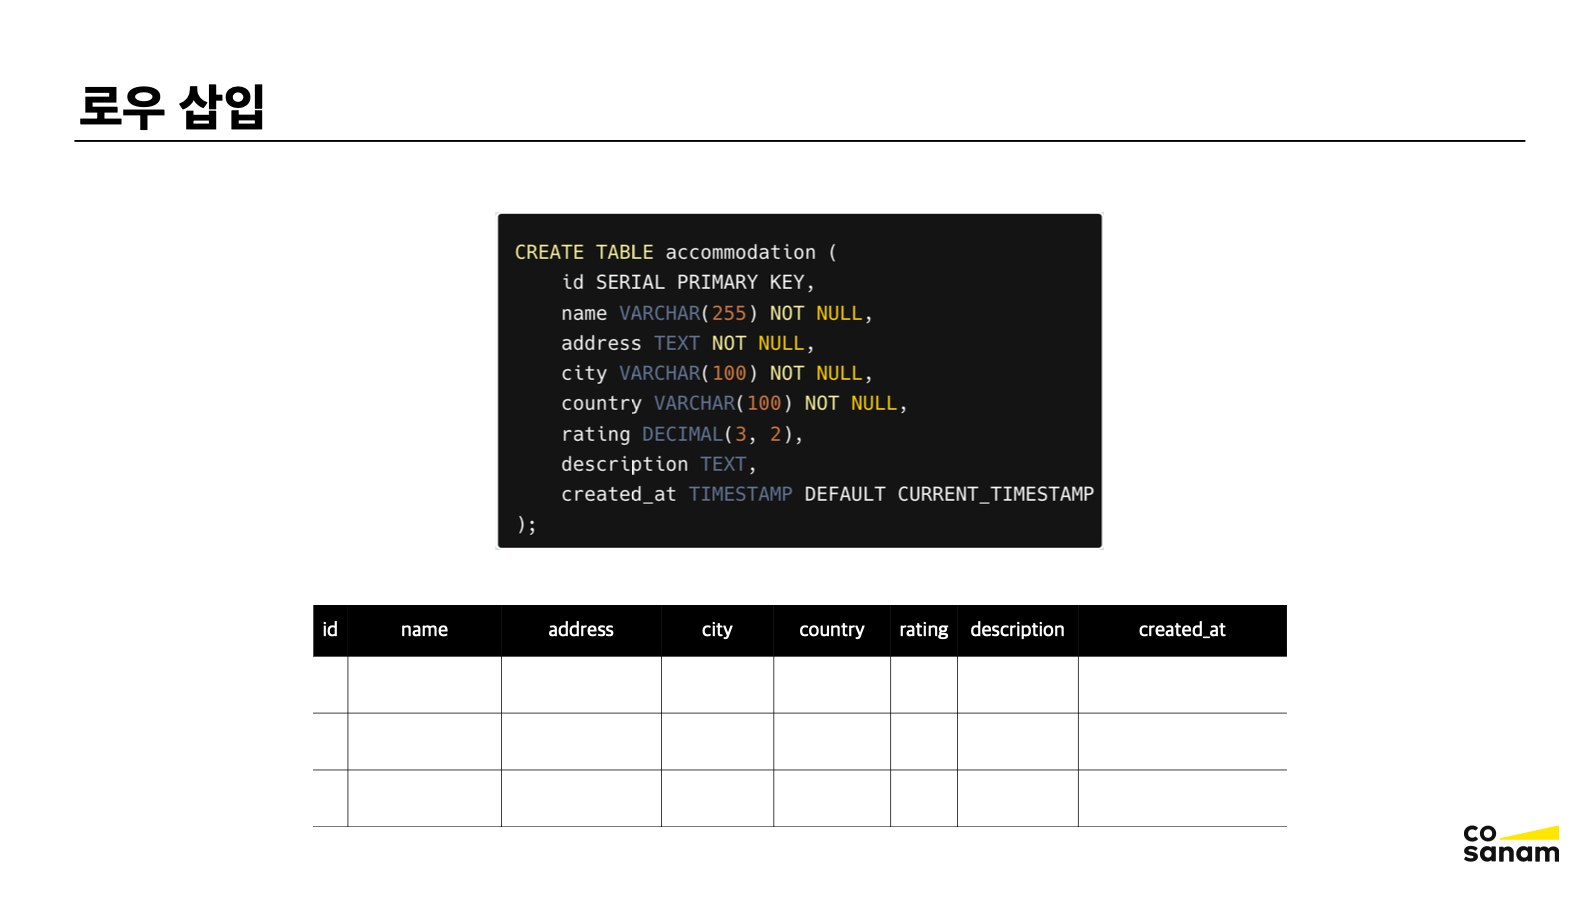 로우 삽입
CREATE TABLE accommodation (
    id SERIAL PRIMARY KEY,
    name VARCHAR(255) NOT NULL,
    address TEXT NOT NULL,
    city VARCHAR(100) NOT NULL,
    country VARCHAR(100) NOT NULL,
    rating DECIMAL(3, 2),
    description TEXT,
    created_at TIMESTAMP DEFAULT CURRENT_TIMESTAMP
);
id name address city country rating description created_at
co
sanam